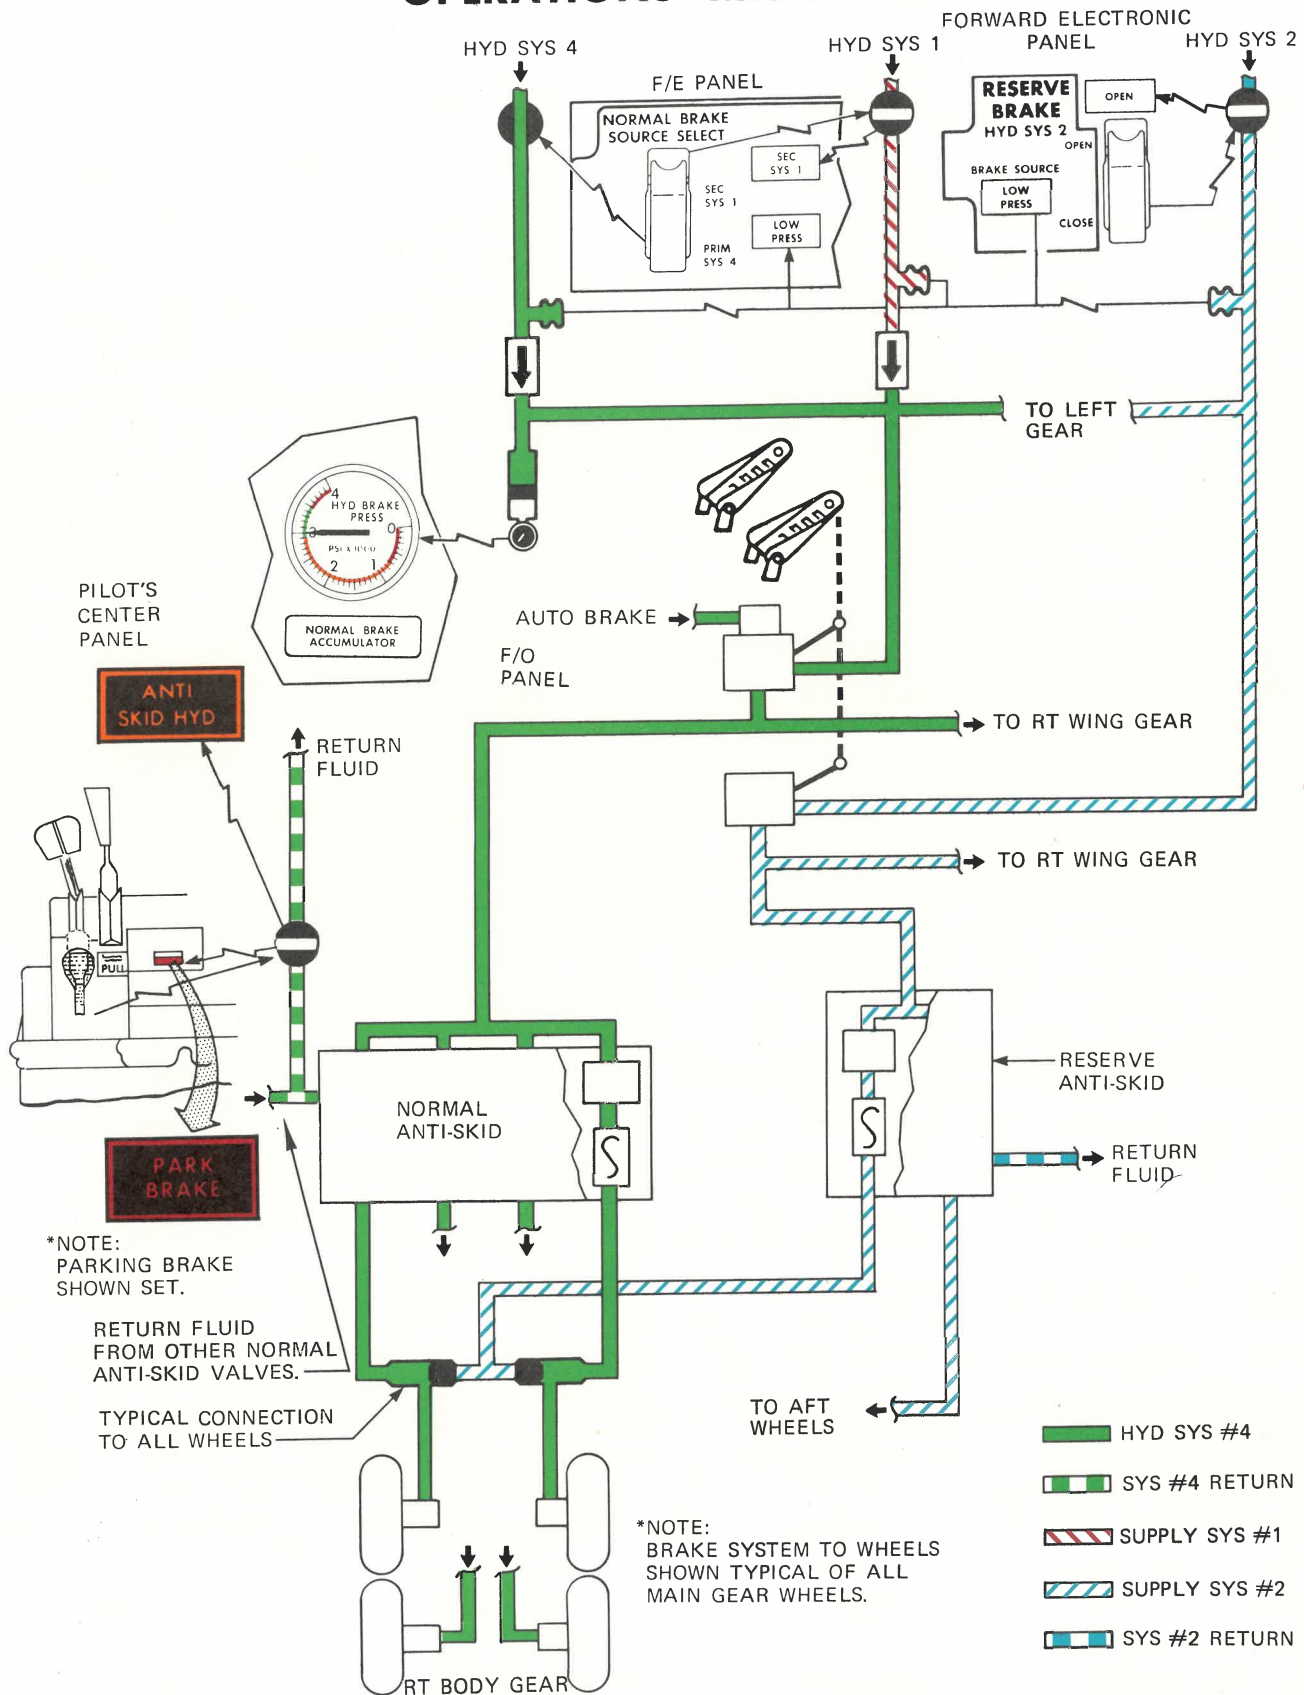 OPERATIONS
FORWARD ELECTRONIC
PANEL
HYD SYS 4
HYD SYS 1
HYD SYS 2
F/E PANEL
NORMAL BRAKE
SOURCE SELECT
SEC
SYS 1
SEC
SYS 1
LOW
PRESS
PRIM
SYS 4
RESERVE
BRAKE
HYD SYS 2
OPEN
OPEN
BRAKE SOURCE
LOW
PRESS
CLOSE
TO LEFT
GEAR
4
HYD BRAKE
PRESS
3
0
PSI X 1000
2
1
NORMAL BRAKE
ACCUMULATOR
PILOT'S
CENTER
PANEL
AUTO BRAKE
F/O
PANEL
ANTI
SKID HYD
RETURN
FLUID
TO RT WING GEAR
TO RT WING GEAR
PULL
RESERVE
ANTI-SKID
NORMAL
ANTI-SKID
RETURN
FLUID
PARK
BRAKE
*NOTE:
PARKING BRAKE
SHOWN SET.
RETURN FLUID
FROM OTHER NORMAL
ANTI-SKID VALVES.
TYPICAL CONNECTION
TO ALL WHEELS
TO AFT
WHEELS
HYD SYS #4
SYS #4 RETURN
SUPPLY SYS #1
SUPPLY SYS #2
SYS #2 RETURN
*NOTE:
BRAKE SYSTEM TO WHEELS
SHOWN TYPICAL OF ALL
MAIN GEAR WHEELS.
RT BODY GEAR